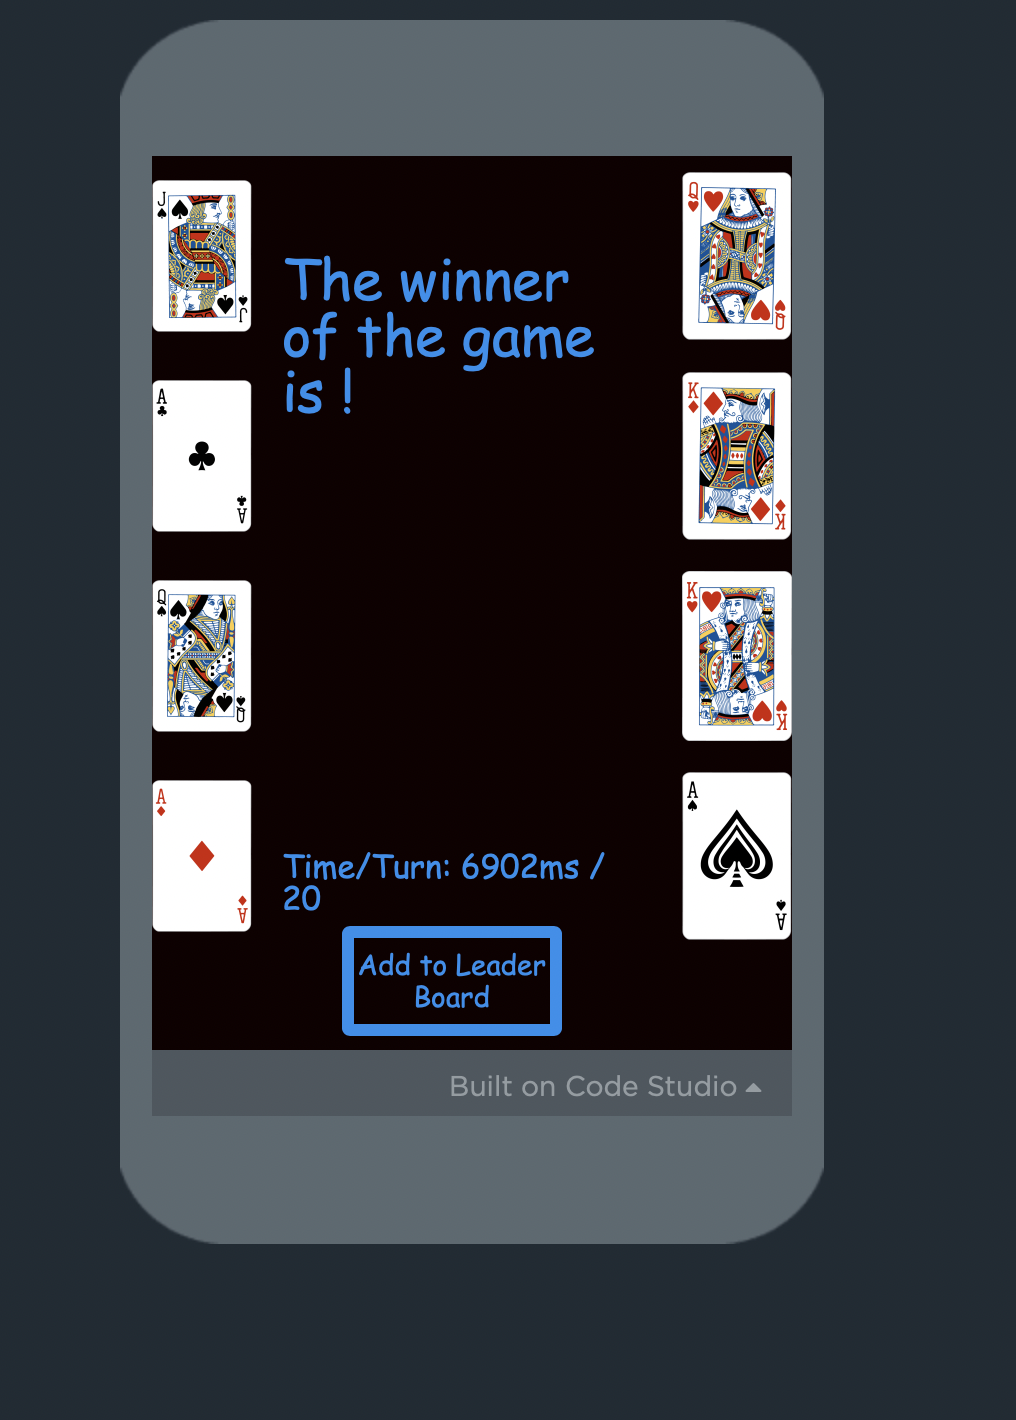 J
J
Q
Q
The winner
of the game
is !
A
A
K
K
Q
Q
K
K
A
A
A
A
Time/Turn: 6902ms /
20
Add to Leader
Board
Built on Code Studio